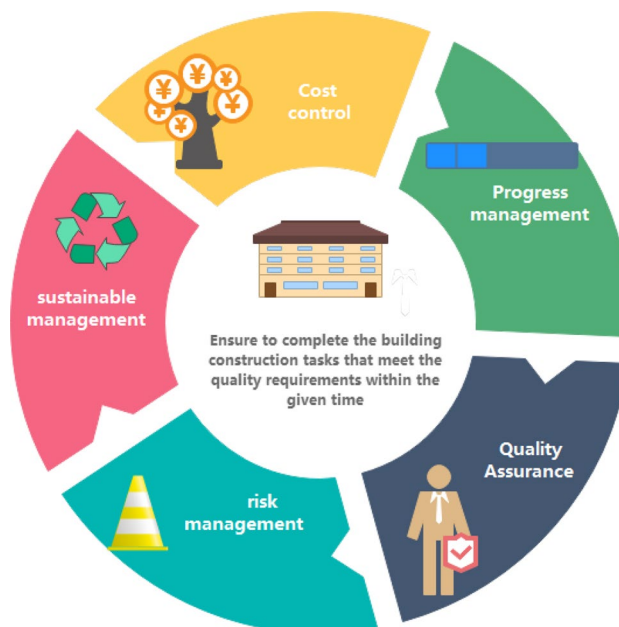 Cost
control
Progress
management
Quality
Assurance
risk
management
sustainable
management
Ensure to complete the building
construction tasks that meet the
quality requirements within the
given time
¥
¥
¥
¥
¥
¥